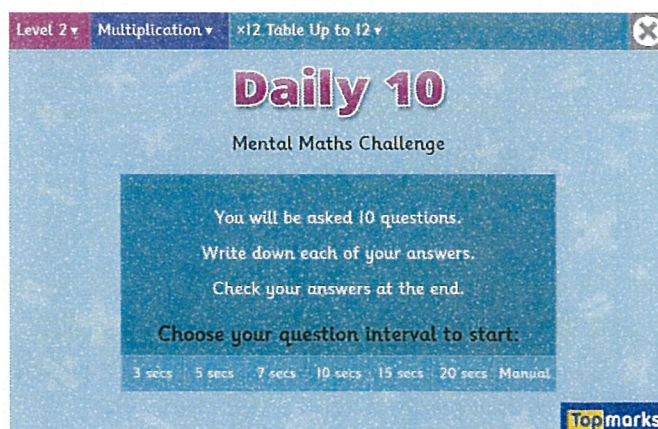 Level 2 ▾ Multiplication ▾ ×12 Table Up to 12 ▾
Daily 10
Mental Maths Challenge
You will be asked 10 questions.
Write down each of your answers.
Check your answers at the end.
Choose your question interval to start:
3 secs 5 secs 7 secs 10 secs 15 secs 20 secs Manual
Topmarks